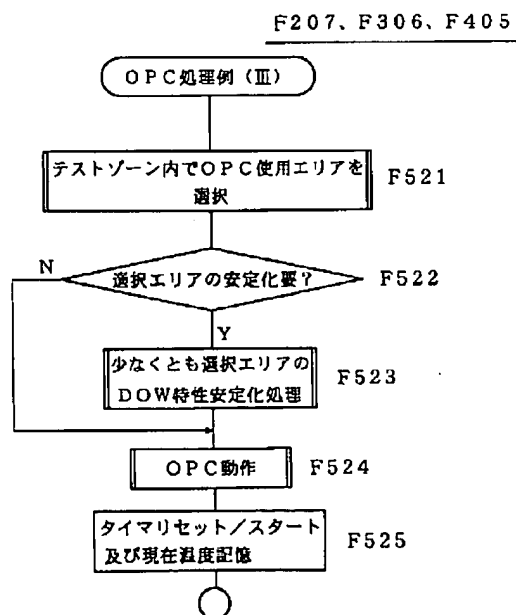 F207、F306、F405
OPC処理例(Ⅲ)
テストゾーン内でOPC使用エリアを
選択
F521
N
選択エリアの安定化要?
F522
Y
少なくとも選択エリアの
DOW特性安定化処理
F523
OPC動作
F524
タイマリセット/スタート
及び現在温度記憶
F525